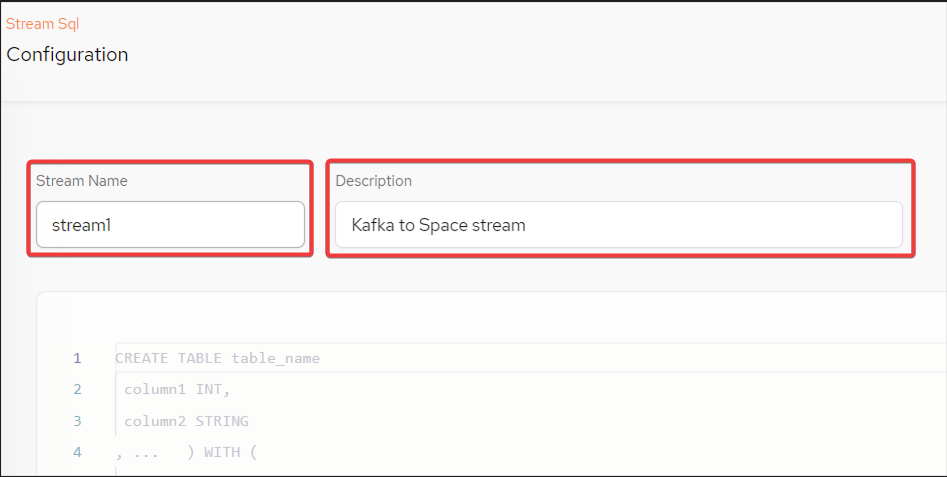 Stream Sql
Configuration
Stream Name
Description
stream1
Kafka to Space stream
1 CREATE TABLE table_name
2 column1 INT,
3 column2 STRING
4 , ... ) WITH (